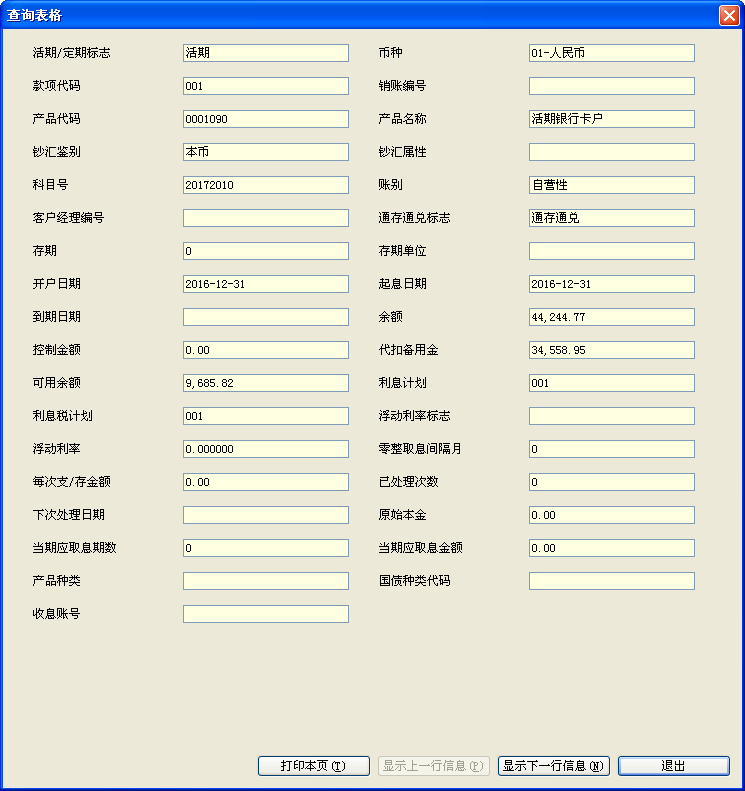 查询表格
活期/定期标志 活期 币种 01-人民币
款项代码 001 销账编号
产品代码 0001090 产品名称 活期银行卡户
钞汇鉴别 本币 钞汇属性
科目号 20172010 账别 自营性
客户经理编号 通存通兑标志 通存通兑
存期 0 存期单位
开户日期 2016-12-31 起息日期 2016-12-31
到期日期 余额 44,244.77
控制金额 0.00 代扣备用金 34,558.95
可用余额 9,685.82 利息计划 001
利息税计划 001 浮动利率标志
浮动利率 0.000000 零整取息间隔月 0
每次支/存金额 0.00 已处理次数 0
下次处理日期 原始本金 0.00
当期应取息期数 0 当期应取息金额 0.00
产品种类 国债种类代码
收息账号
打印本页(T) 显示上一行信息(P) 显示下一行信息(N) 退出